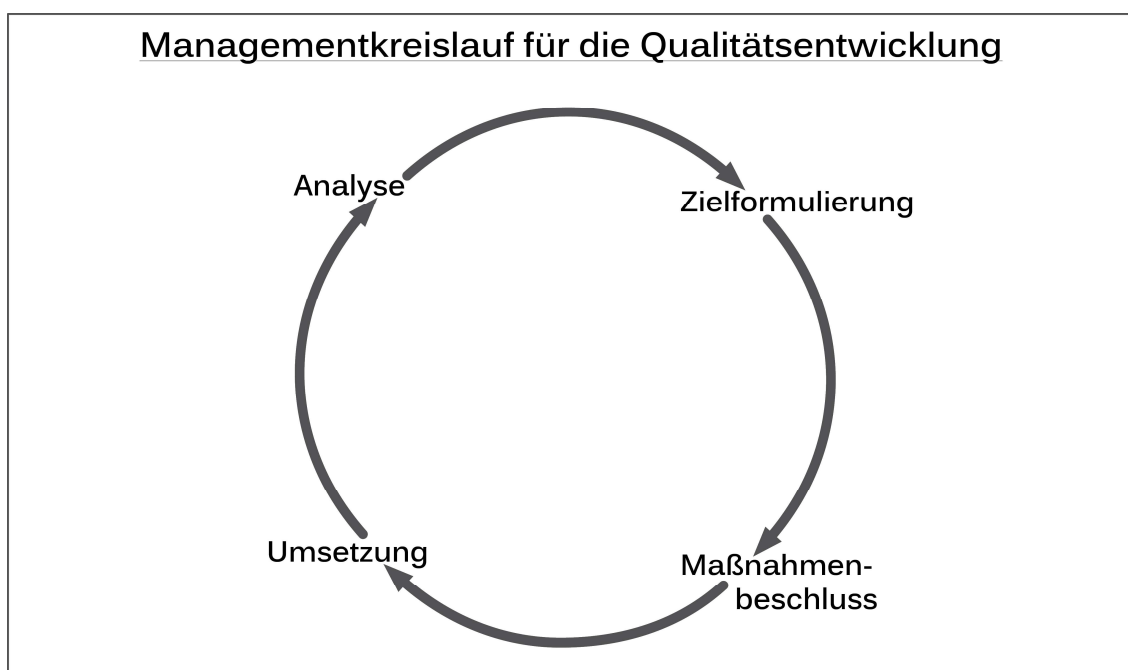 Managementkreislauf für die Qualitätsentwicklung
Analyse
Zielformulierung
Umsetzung
Maßnahmen-
beschluss